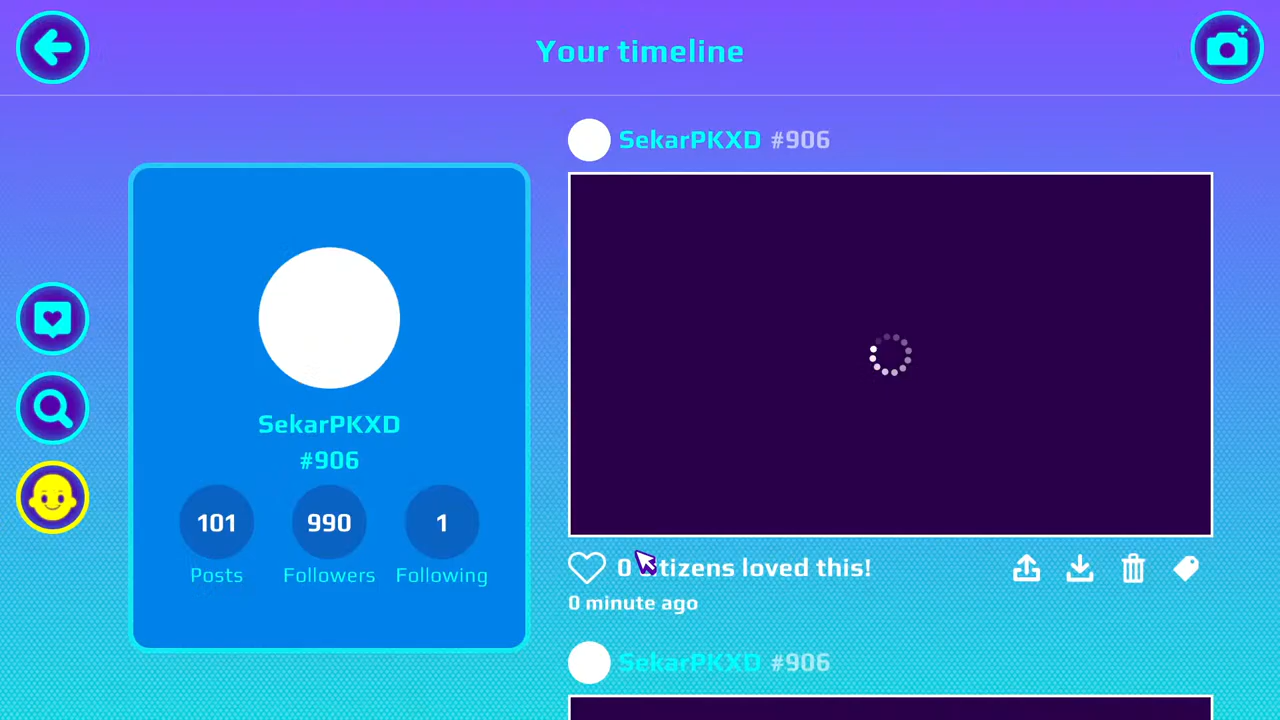 Your timeline
SekarPKXD #906
SekarPKXD
#906
101
990
1
Posts
Followers
Following
0 tizens loved this!
0 minute ago
SekarPKXD #906